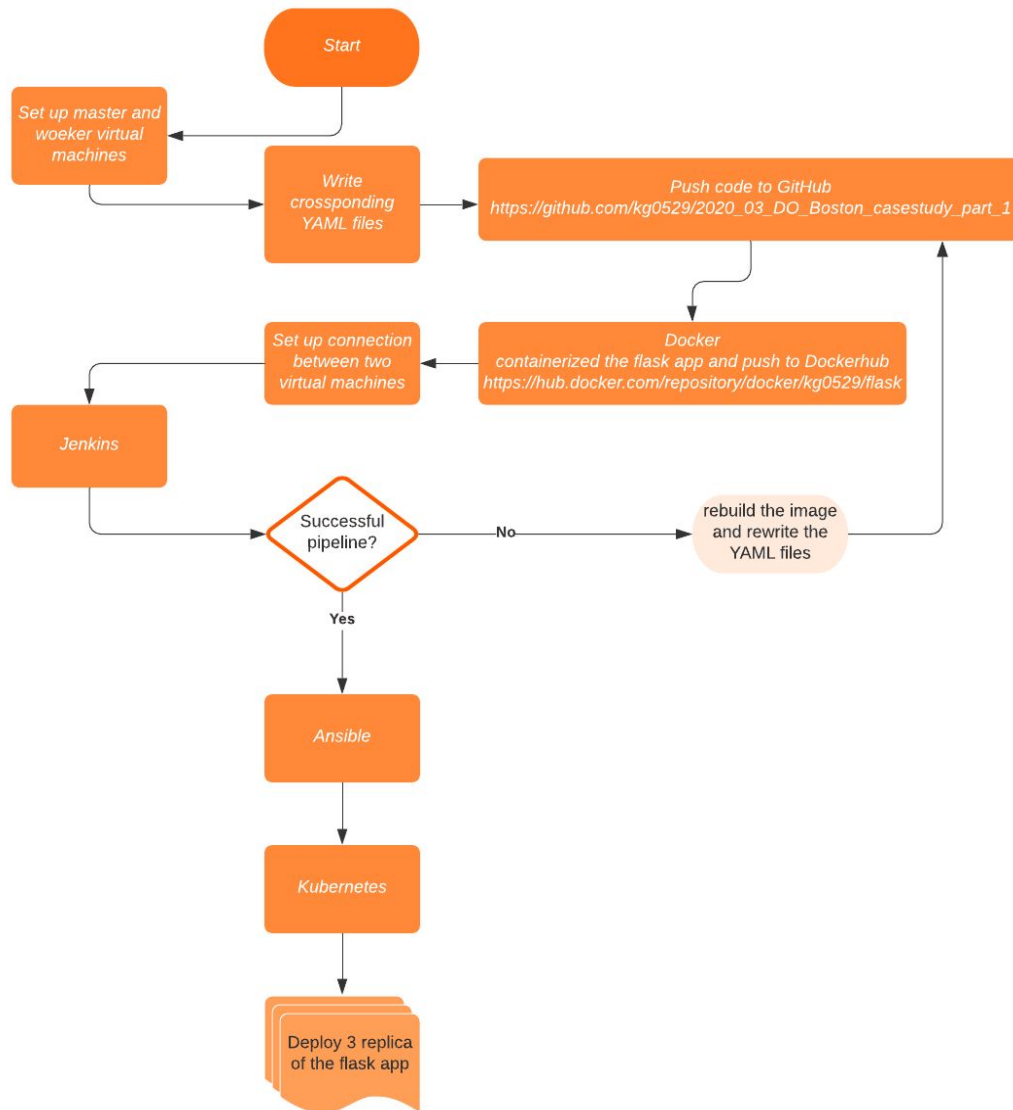 Start
Set up master and
woeker virtual
machines
Write
crossponding
YAML files
Push code to GitHub
https://github.com/kg0529/2020_03_DO_Boston_casestudy_part_1
Docker
containerized the flask app and push to Dockerhub
https://hub.docker.com/repository/docker/kg0529/flask
Set up connection
between two
virtual machines
Jenkins
Successful
pipeline?
No
rebuild the image
and rewrite the
YAML files
Yes
Ansible
Kubernetes
Deploy 3 replica
of the flask app